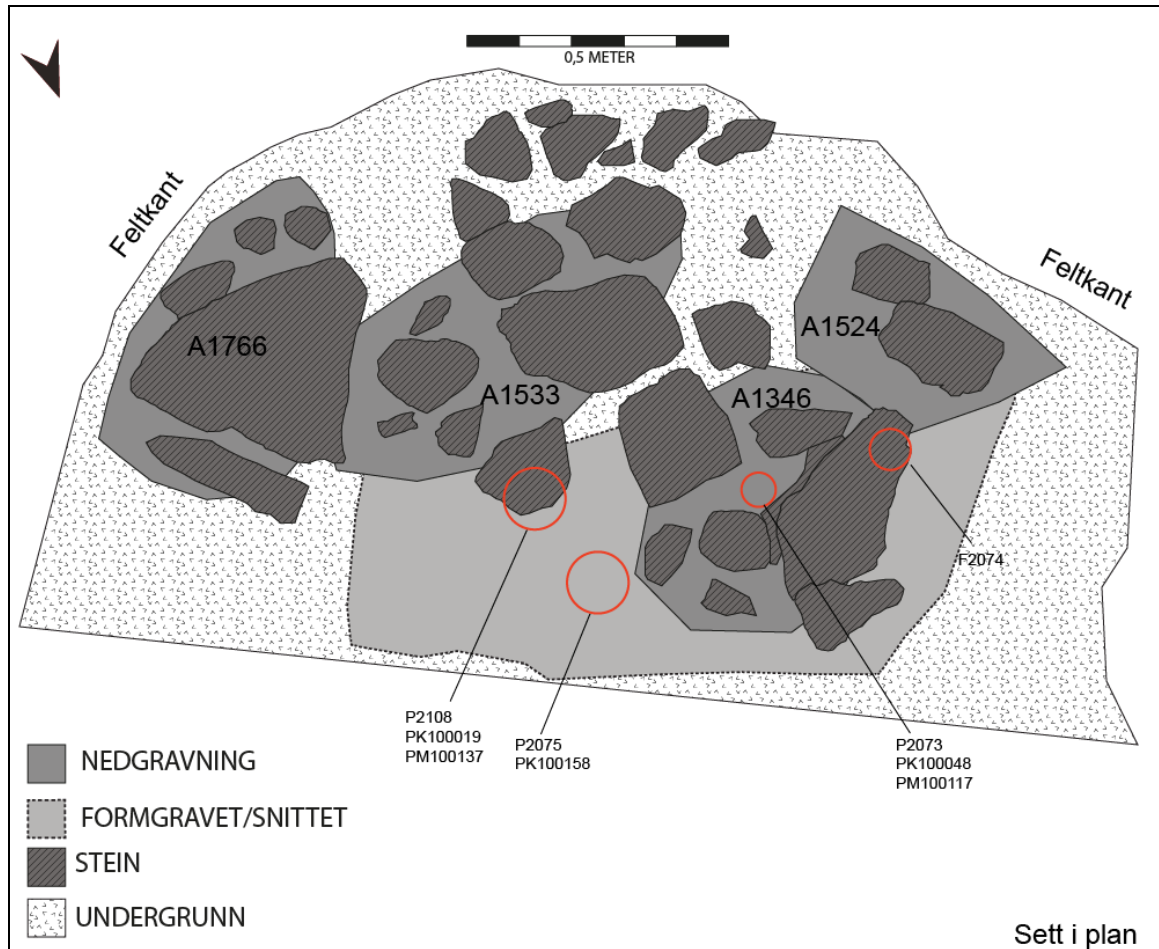 0,5 METER
Feltkant
Feltkant
A1766
A1533
A1346
A1524
F2074
P2108
PK100019
PM100137
P2075
PK100158
P2073
PK100048
PM100117
NEDGRAVNING
FORMGRAVET/SNITTET
STEIN
UNDERGRUNN
Sett i plan